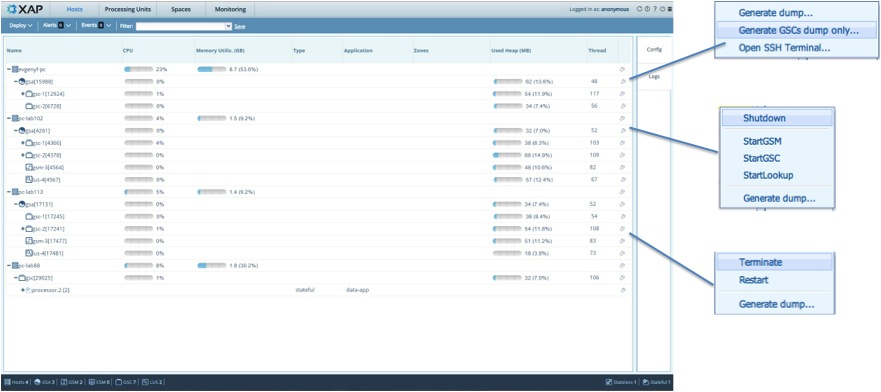 XAP Hosts Processing Units Spaces Monitoring Logged in as: anonymous
Deploy Alerts 0 Events 0 Filter: Save
Name CPU Memory Utiliz. (GB) Type Application Zones Used Heap (MB) Thread
evgenyf-pc 23% 8.7 (53.6%)
gsa[15988] 0% 62 (13.6%) 48
gsc-1[12924] 1% 54 (11.9%) 117
gsc-2[6728] 0% 34 (7.4%) 56
pc-lab102 4% 1.5 (9.2%)
gsa[4261] 0% 32 (7.0%) 52
gsc-1[4366] 4% 38 (8.3%) 103
gsc-2[4378] 0% 68 (14.9%) 109
gsm-3[4564] 0% 48 (10.6%) 82
lus-4[4567] 0% 57 (12.4%) 67
pc-lab113 5% 1.4 (9.2%)
gsa[17131] 0% 34 (7.4%) 52
gsc-1[17245] 0% 38 (8.4%) 54
gsc-2[17241] 1% 54 (11.8%) 108
gsm-3[17477] 0% 51 (11.2%) 83
lus-4[17481] 0% 18 (3.9%) 73
pc-lab88 8% 1.8 (30.2%)
gsc[29025] 1% 32 (7.0%) 106
processor.2 [2] stateful data-app
Config
Logs
Generate dump...
Generate GSCs dump only...
Open SSH Terminal...
Shutdown
StartGSM
StartGSC
StartLookup
Generate dump...
Terminate
Restart
Generate dump...
Hosts 4 GSA 3 GSM 2 ESM 0 GSC 7 LUS 2 Stateless 1 Stateful 1